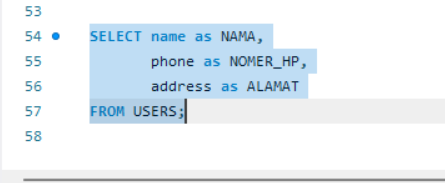 53
54 SELECT name as NAMA,
55 phone as NOMER_HP,
56 address as ALAMAT
57 FROM USERS;
58